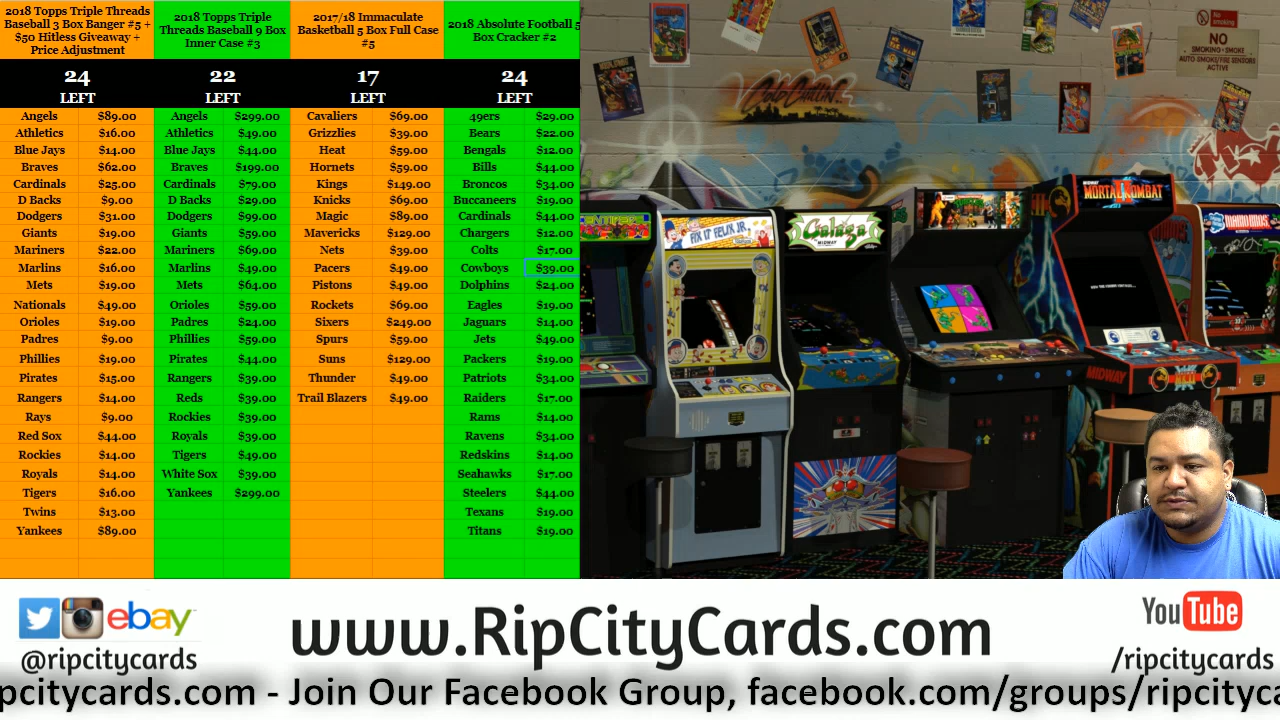 2018 Topps Triple Threads
Baseball 3 Box Banger #5 +
$50 Hitless Giveaway +
Price Adjustment
24
LEFT
Angels $89.00
Athletics $16.00
Blue Jays $14.00
Braves $62.00
Cardinals $25.00
D Backs $9.00
Dodgers $31.00
Giants $19.00
Mariners $22.00
Marlins $16.00
Mets $19.00
Nationals $49.00
Orioles $19.00
Padres $9.00
Phillies $19.00
Pirates $15.00
Rangers $14.00
Rays $9.00
Red Sox $44.00
Rockies $14.00
Royals $14.00
Tigers $16.00
Twins $13.00
Yankees $89.00
2018 Topps Triple
Threads Baseball 9 Box
Inner Case #3
22
LEFT
Angels $299.00
Athletics $49.00
Blue Jays $44.00
Braves $199.00
Cardinals $79.00
D Backs $29.00
Dodgers $99.00
Giants $59.00
Mariners $69.00
Marlins $49.00
Mets $64.00
Orioles $59.00
Padres $24.00
Phillies $59.00
Pirates $44.00
Rangers $39.00
Reds $39.00
Rockies $39.00
Royals $39.00
Tigers $49.00
White Sox $39.00
Yankees $299.00
2017/18 Immaculate
Basketball 5 Box Full Case
#5
17
LEFT
Cavaliers $69.00
Grizzlies $39.00
Heat $59.00
Hornets $59.00
Kings $149.00
Knicks $69.00
Magic $89.00
Mavericks $129.00
Nets $39.00
Pacers $49.00
Pistons $49.00
Rockets $69.00
Sixers $249.00
Spurs $59.00
Suns $129.00
Thunder $49.00
Trail Blazers $49.00
2018 Absolute Football 5
Box Cracker #2
24
LEFT
49ers $29.00
Bears $22.00
Bengals $12.00
Bills $44.00
Broncos $34.00
Buccaneers $19.00
Cardinals $44.00
Chargers $12.00
Colts $17.00
Cowboys $39.00
Dolphins $24.00
Eagles $19.00
Jaguars $14.00
Jets $49.00
Packers $19.00
Patriots $34.00
Raiders $17.00
Rams $14.00
Ravens $34.00
Redskins $14.00
Seahawks $17.00
Steelers $44.00
Texans $19.00
Titans $19.00
No smoking
NO
SMOKING • SMOKE
AUTO SMOKE/FIRE SENSORS
ACTIVE
FIX IT FELIX JR.
Galaga
MIDWAY
MORTAL KOMBAT
MARIO BROS.
MIDWAY
ebay
@ripcitycards
www.RipCityCards.com
YouTube
/ripcitycards
pcitycards.com - Join Our Facebook Group, facebook.com/groups/ripcityca